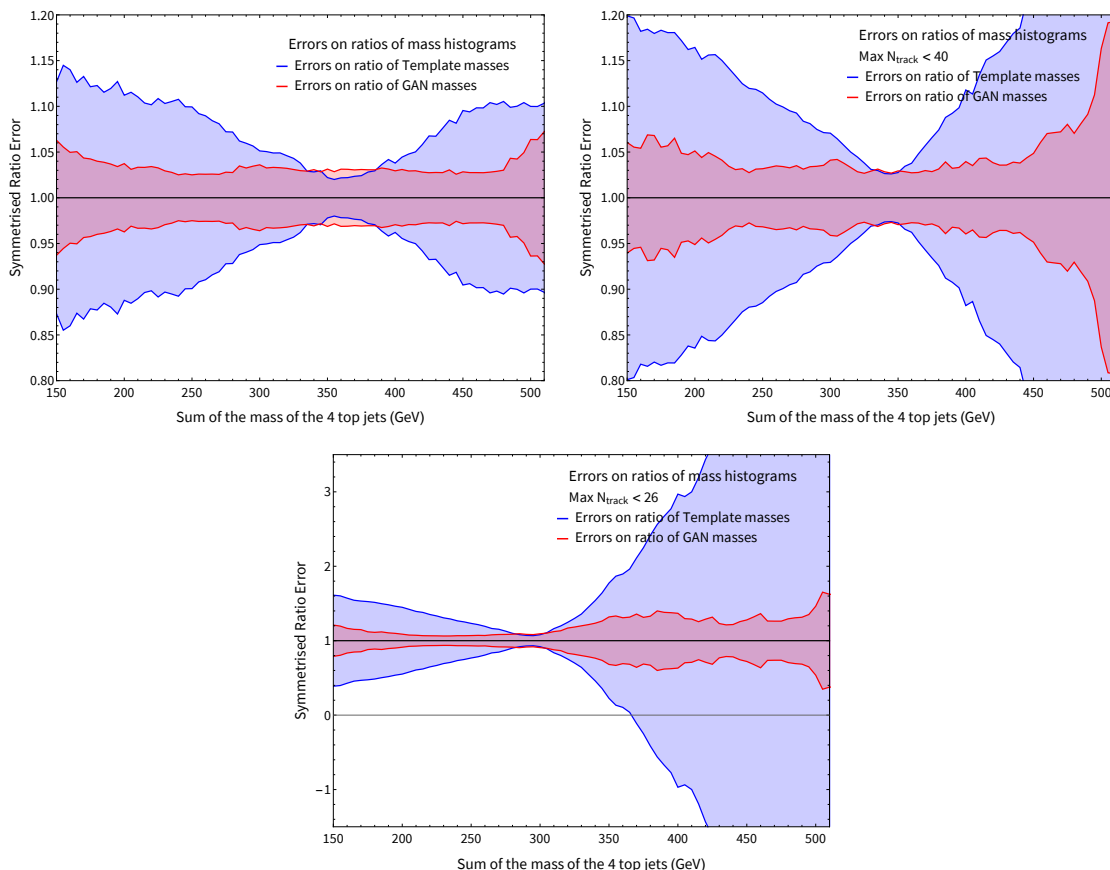 Errors on ratios of mass histograms
Errors on ratio of Template masses
Errors on ratio of GAN masses
1.20
1.15
1.10
1.05
1.00
0.95
0.90
0.85
0.80
Symmetrised Ratio Error
150 200 250 300 350 400 450 500
Sum of the mass of the 4 top jets (GeV)
Errors on ratios of mass histograms
Max N_track < 40
Errors on ratio of Template masses
Errors on ratio of GAN masses
1.20
1.15
1.10
1.05
1.00
0.95
0.90
0.85
0.80
Symmetrised Ratio Error
150 200 250 300 350 400 450 500
Sum of the mass of the 4 top jets (GeV)
Errors on ratios of mass histograms
Max N_track < 26
Errors on ratio of Template masses
Errors on ratio of GAN masses
3
2
1
0
−1
Symmetrised Ratio Error
150 200 250 300 350 400 450 500
Sum of the mass of the 4 top jets (GeV)